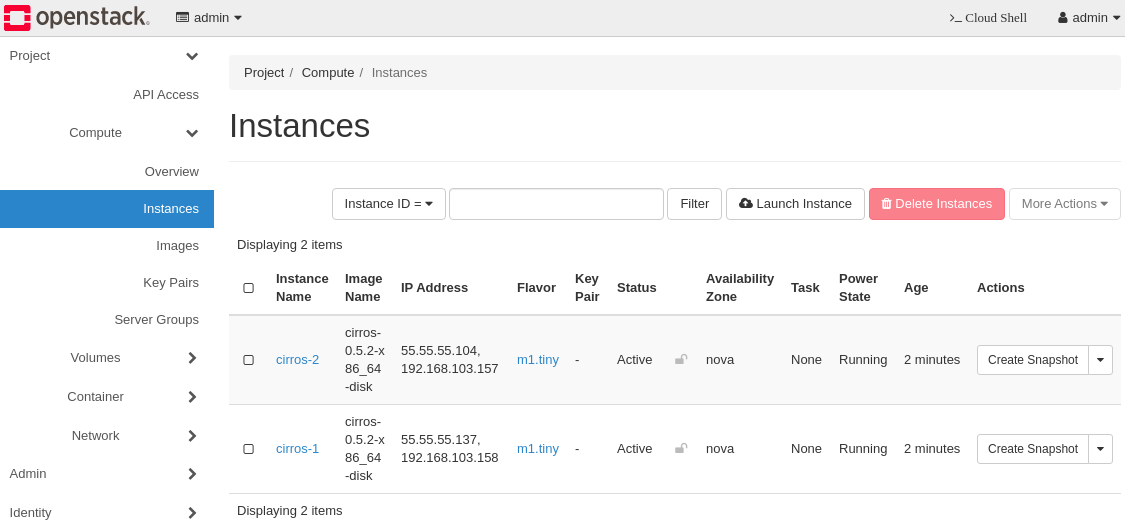 openstack. admin Cloud Shell admin
Project
API Access
Compute
Overview
Instances
Images
Key Pairs
Server Groups
Volumes
Container
Network
Admin
Identity
Project / Compute / Instances
Instances
Instance ID = Filter Launch Instance Delete Instances More Actions
Displaying 2 items
Instance Name Image Name IP Address Flavor Key Pair Status Availability Zone Task Power State Age Actions
cirros-2 cirros-0.5.2-x86_64-disk 55.55.55.104, 192.168.103.157 m1.tiny - Active nova None Running 2 minutes Create Snapshot
cirros-1 cirros-0.5.2-x86_64-disk 55.55.55.137, 192.168.103.158 m1.tiny - Active nova None Running 2 minutes Create Snapshot
Displaying 2 items